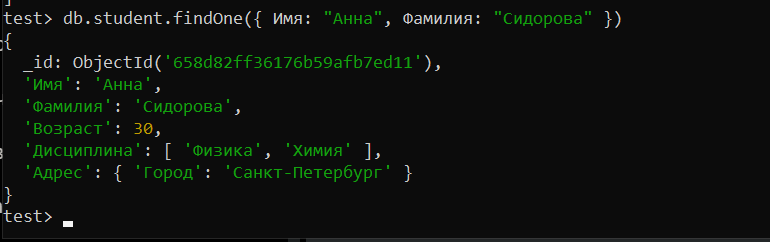 test> db.student.findOne({ Имя: "Анна", Фамилия: "Сидорова" })
{
  _id: ObjectId('658d82ff36176b59afb7ed11'),
  'Имя': 'Анна',
  'Фамилия': 'Сидорова',
  'Возраст': 30,
  'Дисциплина': [ 'Физика', 'Химия' ],
  'Адрес': { 'Город': 'Санкт-Петербург' }
}
test>